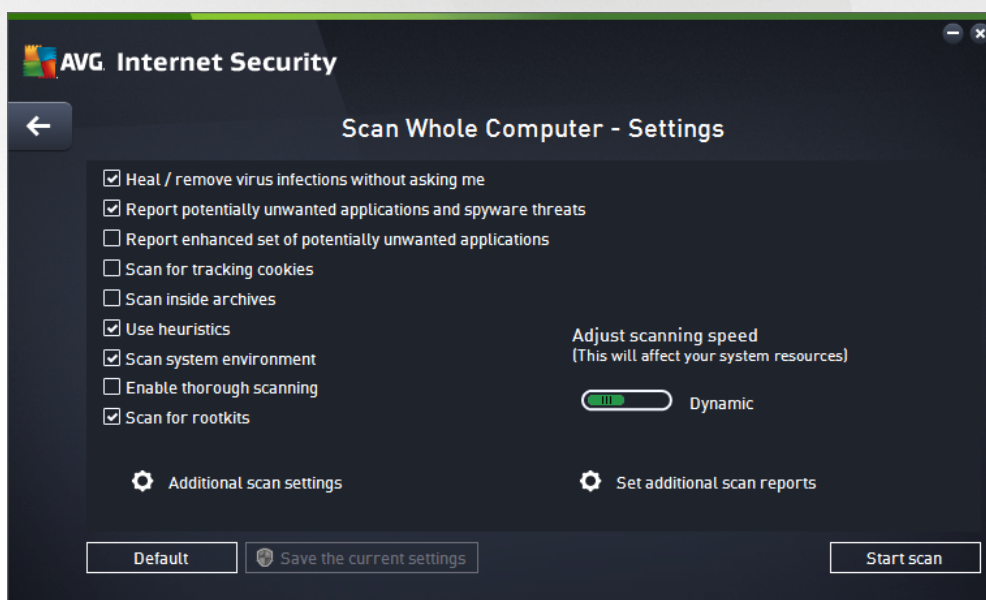 AVG. Internet Security
Scan Whole Computer - Settings
Heal / remove virus infections without asking me
Report potentially unwanted applications and spyware threats
Report enhanced set of potentially unwanted applications
Scan for tracking cookies
Scan inside archives
Use heuristics
Scan system environment
Enable thorough scanning
Scan for rootkits
Adjust scanning speed
(This will affect your system resources)
Dynamic
Additional scan settings
Set additional scan reports
Default
Save the current settings
Start scan